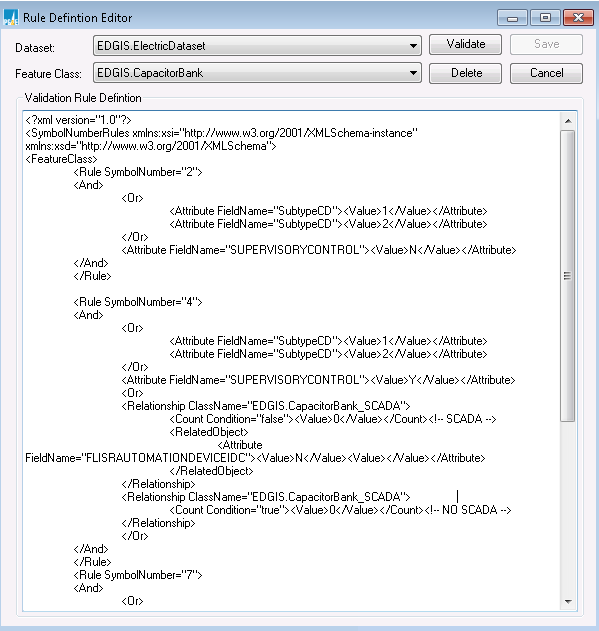 Rule Defintion Editor
Dataset: EDGIS.ElectricDataset Validate Save
Feature Class: EDGIS.CapacitorBank Delete Cancel
Validation Rule Defintion
<?xml version="1.0"?>
<SymbolNumberRules xmlns:xsi="http://www.w3.org/2001/XMLSchema-instance"
xmlns:xsd="http://www.w3.org/2001/XMLSchema">
<FeatureClass>
<Rule SymbolNumber="2">
<And>
<Or>
<Attribute FieldName="SubtypeCD"><Value>1</Value></Attribute>
<Attribute FieldName="SubtypeCD"><Value>2</Value></Attribute>
</Or>
<Attribute FieldName="SUPERVISORYCONTROL"><Value>N</Value></Attribute>
</And>
</Rule>
<Rule SymbolNumber="4">
<And>
<Or>
<Attribute FieldName="SubtypeCD"><Value>1</Value></Attribute>
<Attribute FieldName="SubtypeCD"><Value>2</Value></Attribute>
</Or>
<Attribute FieldName="SUPERVISORYCONTROL"><Value>Y</Value></Attribute>
<Or>
<Relationship ClassName="EDGIS.CapacitorBank_SCADA">
<Count Condition="false"><Value>0</Value></Count><!-- SCADA -->
<RelatedObject>
<Attribute
FieldName="FLISRAUTOMATIONDEVICEIDC"><Value>N</Value><Value></Value></Attribute>
</RelatedObject>
</Relationship>
<Relationship ClassName="EDGIS.CapacitorBank_SCADA">
<Count Condition="true"><Value>0</Value></Count><!-- NO SCADA -->
</Relationship>
</Or>
</And>
</Rule>
<Rule SymbolNumber="7">
<And>
<Or>